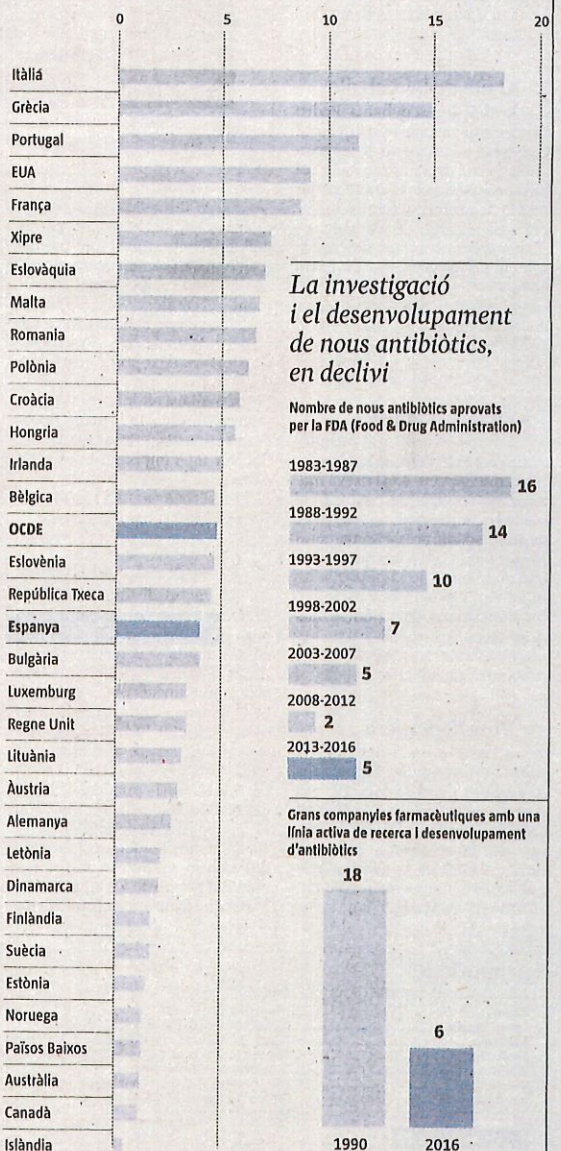 0 5 10 15 20
Itàliá
Grècia
Portugal
EUA
França
Xipre
Eslovàquia
Malta
Romania
Polònia
Croàcia
Hongria
Irlanda
Bèlgica
OCDE
Eslovènia
República Txeca
Espanya
Bulgària
Luxemburg
Regne Unit
Lituània
Àustria
Alemanya
Letònia
Dinamarca
Finlàndia
Suècia
Estònia
Noruega
Països Baixos
Austràlia
Canadà
Islàndia
La investigació
i el desenvolupament
de nous antibiòtics,
en declivi
Nombre de nous antibiòtics aprovats
per la FDA (Food & Drug Administration)
1983-1987
16
1988-1992
14
1993-1997
10
1998-2002
7
2003-2007
5
2008-2012
2
2013-2016
5
Grans companyies farmacèutiques amb una
línia activa de recerca i desenvolupament
d'antibiòtics
18
6
1990 2016